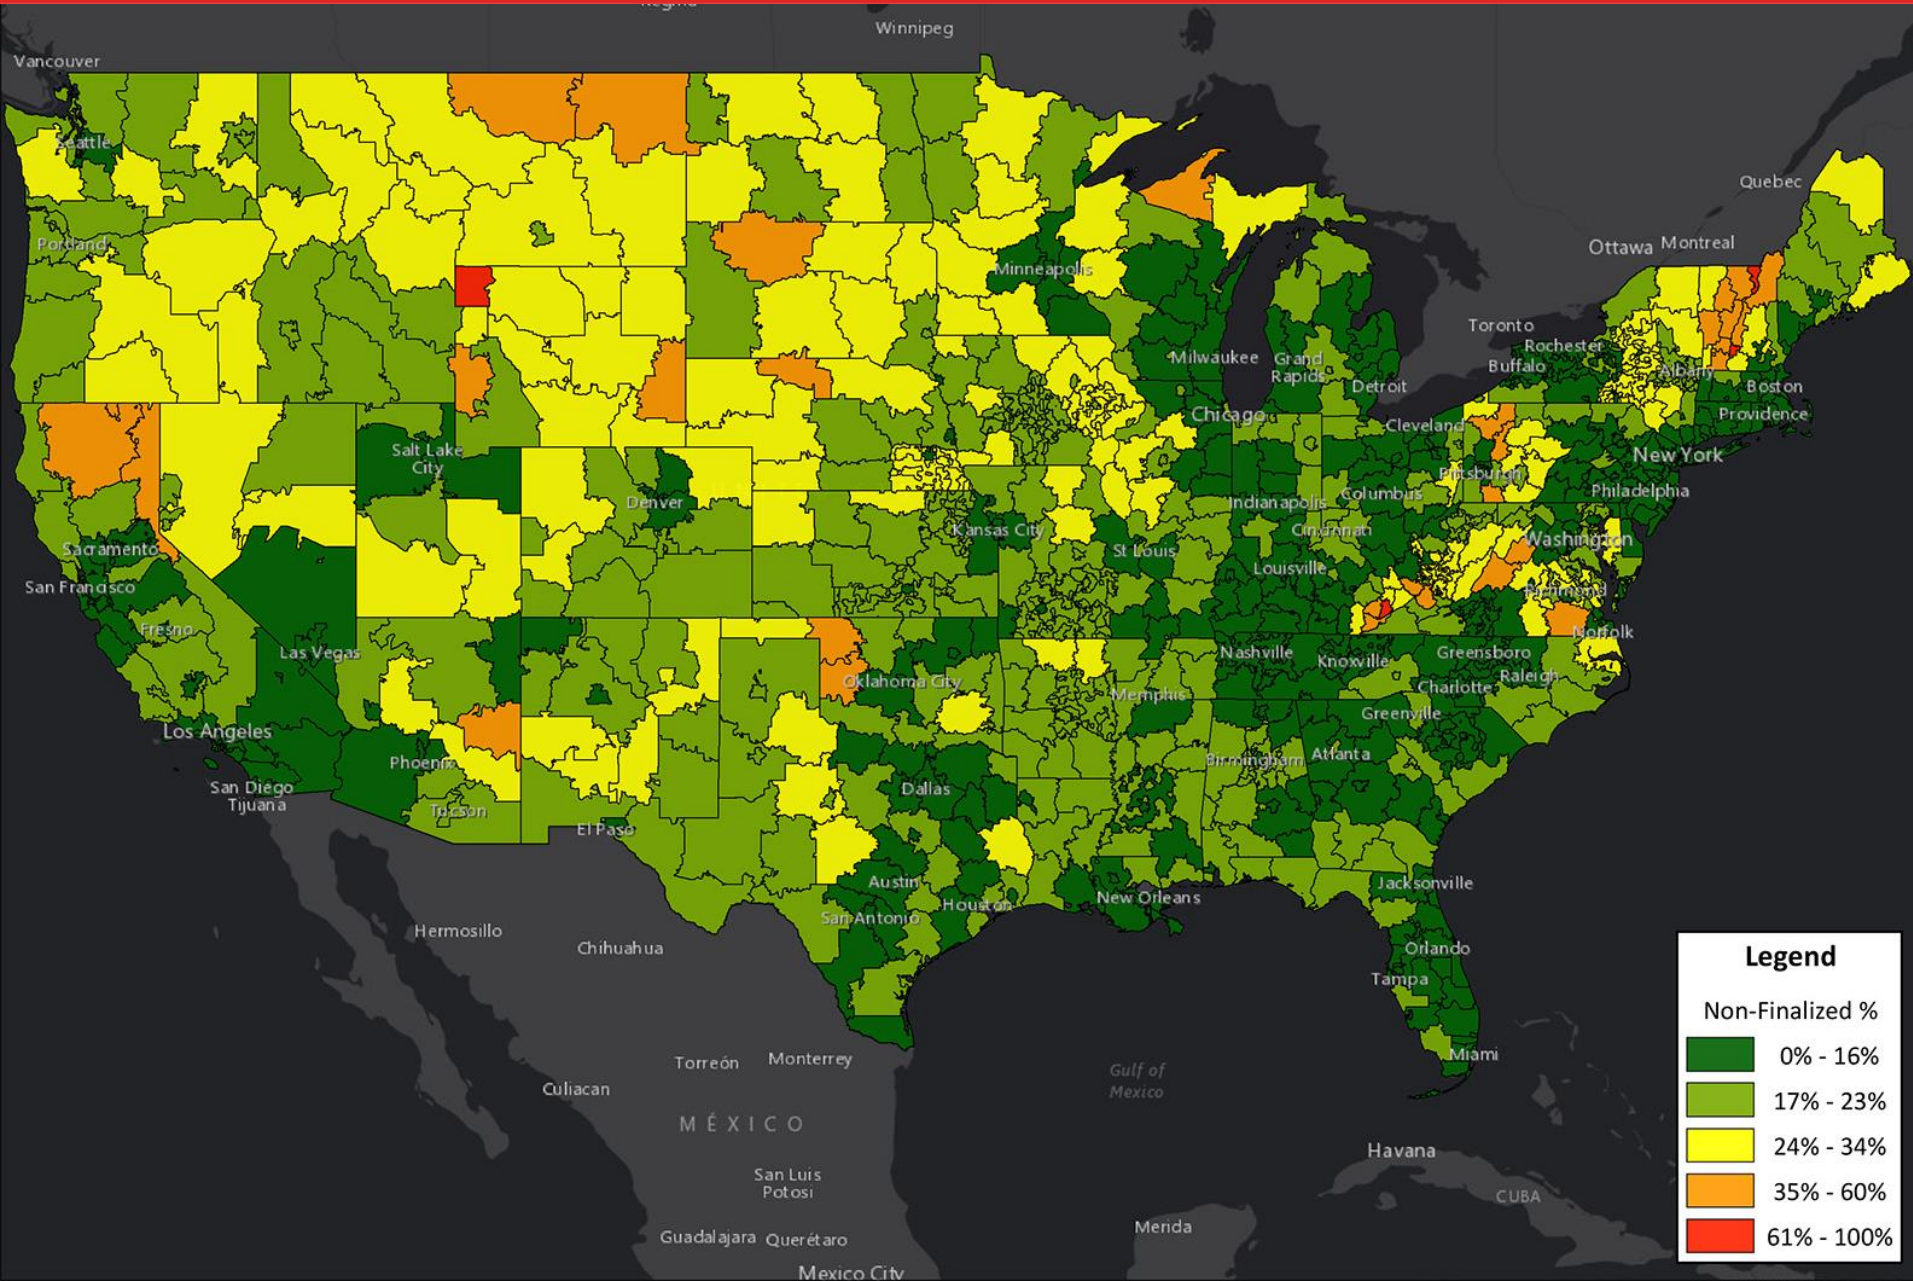 Regina
Winnipeg
Vancouver
Seattle
Quebec
Portland
Ottawa
Montreal
Minneapolis
Toronto
Rochester
Milwaukee
Grand
Rapids
Buffalo
Albany
Detroit
Boston
Chicago
Cleveland
Providence
Salt Lake
City
New York
Pittsburgh
Denver
Indianapolis
Columbus
Philadelphia
Kansas City
Cincinnati
Sacramento
St Louis
Washington
San Francisco
Louisville
Richmond
Fresno
Norfolk
Las Vegas
Nashville
Knoxville
Greensboro
Oklahoma City
Memphis
Charlotte
Raleigh
Los Angeles
Greenville
Phoenix
Birmingham
Atlanta
San Diego
Tijuana
Dallas
Tucson
El Paso
Austin
Jacksonville
New Orleans
Houston
San Antonio
Hermosillo
Chihuahua
Orlando
Tampa
Torreón
Monterrey
Miami
Culiacan
Gulf of
Mexico
MÉXICO
Havana
San Luis
Potosi
CUBA
Merida
Guadalajara
Querétaro
Mexico City
Legend
Non-Finalized %
0% - 16%
17% - 23%
24% - 34%
35% - 60%
61% - 100%